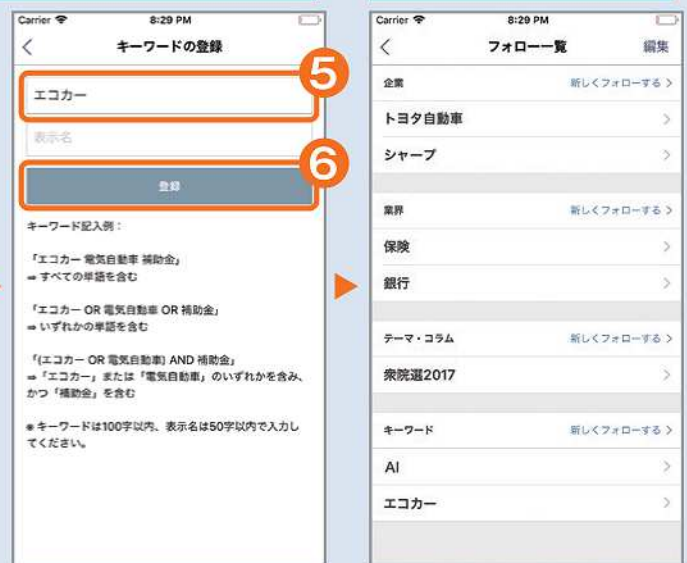 Carrier 8:29 PM
キーワードの登録
5
エコカー
表示名
6
登録
キーワード記入例：
「エコカー 電気自動車 補助金」
⇒ すべての単語を含む
「エコカー OR 電気自動車 OR 補助金」
⇒ いずれかの単語を含む
「(エコカー OR 電気自動車) AND 補助金」
⇒「エコカー」または「電気自動車」のいずれかを含み、
かつ「補助金」を含む
※キーワードは100字以内、表示名は50字以内で入力し
てください。
Carrier 8:29 PM
フォロー一覧 編集
企業 新しくフォローする
トヨタ自動車
シャープ
業界 新しくフォローする
保険
銀行
テーマ・コラム 新しくフォローする
衆院選2017
キーワード 新しくフォローする
AI
エコカー